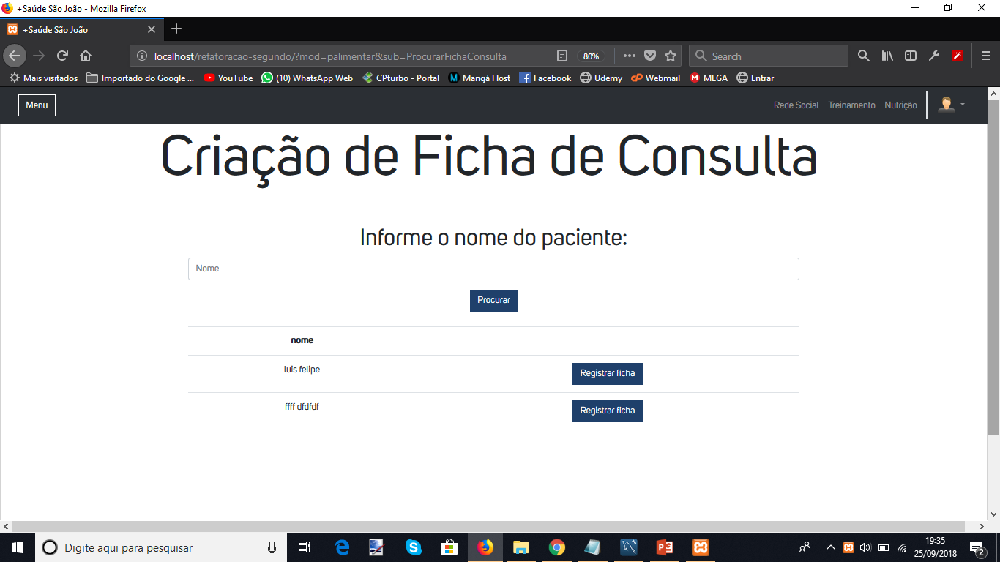 +Saúde São João - Mozilla Firefox
+Saúde São João
localhost/refatoracao-segundo/?mod=palimentar&sub=ProcurarFichaConsulta
80%
Search
Mais visitados
Importado do Google ...
YouTube
(10) WhatsApp Web
CPturbo - Portal
Mangá Host
Facebook
Udemy
Webmail
MEGA
Entrar
Menu
Rede Social
Treinamento
Nutrição
Criação de Ficha de Consulta
Informe o nome do paciente:
Nome
Procurar
nome
luis felipe
Registrar ficha
ffff dfdfdf
Registrar ficha
Digite aqui para pesquisar
19:35
25/09/2018
2